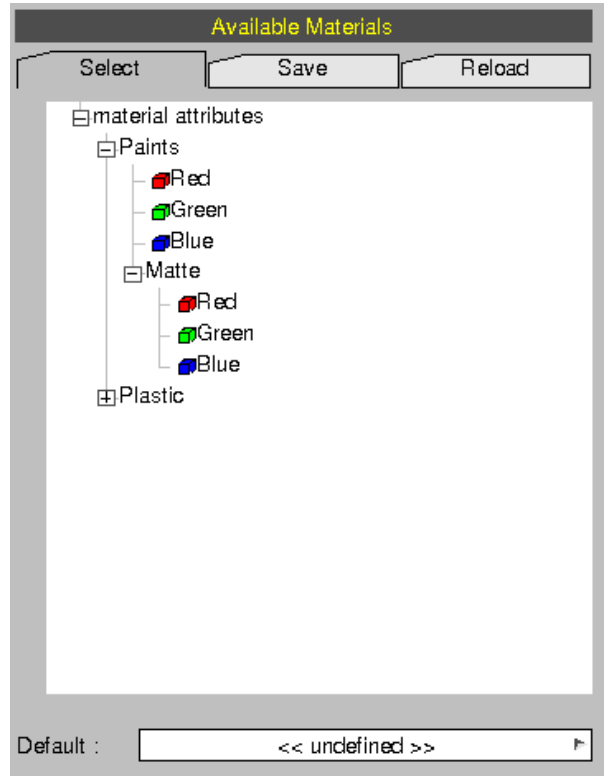 Available Materials
Select Save Reload
material attributes
Paints
Red
Green
Blue
Matte
Red
Green
Blue
Plastic
Default : << undefined >>